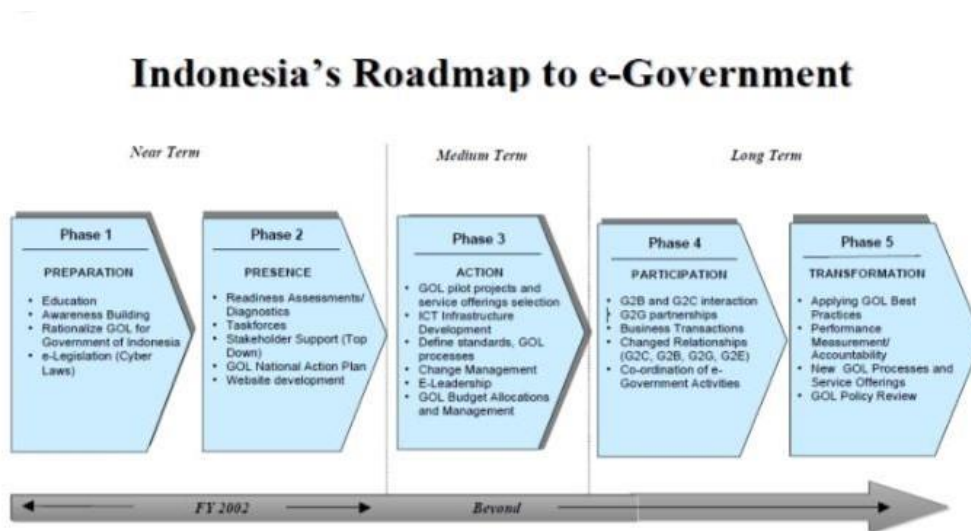 Indonesia's Roadmap to e-Government
Near Term
Medium Term
Long Term
Phase 1
PREPARATION
• Education
• Awareness Building
• Rationalize GOL for
Government of Indonesia
• e-Legislation (Cyber
Laws)
Phase 2
PRESENCE
• Readiness Assessments/
Diagnostics
• Taskforces
• Stakeholder Support (Top
Down)
• GOL National Action Plan
• Website development
Phase 3
ACTION
• GOL pilot projects and
service offerings selection
• ICT Infrastructure
Development
• Define standards, GOL
processes
• Change Management
• E-Leadership
• GOL Budget Allocations
and Management
Phase 4
PARTICIPATION
• G2B and G2C interaction
• G2G partnerships
• Business Transactions
• Changed Relationships
(G2C, G2B, G2G, G2E)
• Co-ordination of e-
Government Activities
Phase 5
TRANSFORMATION
• Applying GOL Best
Practices
• Performance
Measurement/
Accountability
• New GOL Processes and
Service Offerings
• GOL Policy Review
FY 2002
Beyond